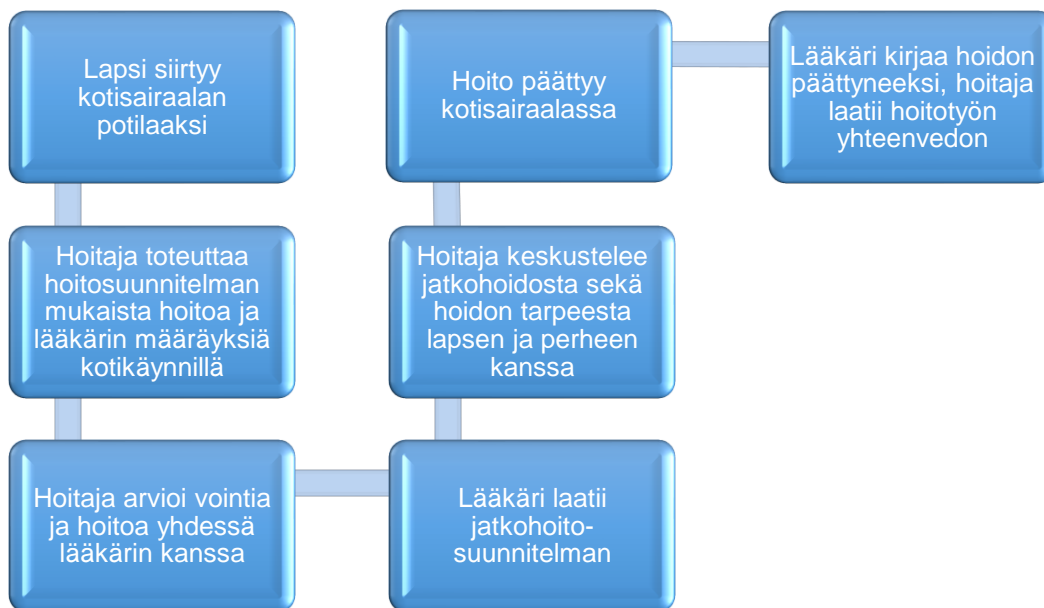 Lapsi siirtyy
kotisairaalan
potilaaksi
Hoitaja toteuttaa
hoitosuunnitelman
mukaista hoitoa ja
lääkärin määräyksiä
kotikäynnillä
Hoitaja arvioi vointia
ja hoitoa yhdessä
lääkärin kanssa
Lääkäri laatii
jatkohoito-
suunnitelman
Hoitaja keskustelee
jatkohoidosta sekä
hoidon tarpeesta
lapsen ja perheen
kanssa
Hoito päättyy
kotisairaalassa
Lääkäri kirjaa hoidon
päättyneeksi, hoitaja
laatii hoitotyön
yhteenvedon